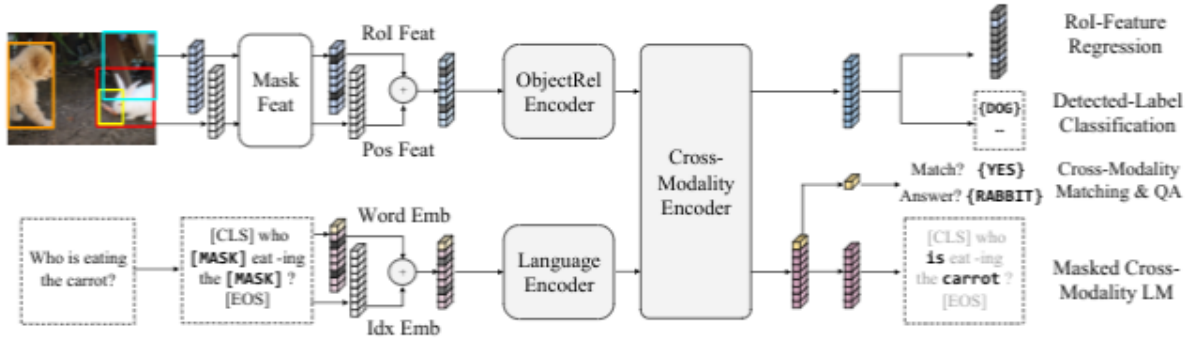 RoI Feat
Mask
Feat
Pos Feat
ObjectRel
Encoder
RoI-Feature
Regression
{DOG}
...
Detected-Label
Classification
Cross-
Modality
Encoder
Match? {YES}
Answer? {RABBIT}
Cross-Modality
Matching & QA
Who is eating
the carrot?
[CLS] who
[MASK] eat -ing
the [MASK] ?
[EOS]
Word Emb
Idx Emb
Language
Encoder
[CLS] who
is eat -ing
the carrot ?
[EOS]
Masked Cross-
Modality LM